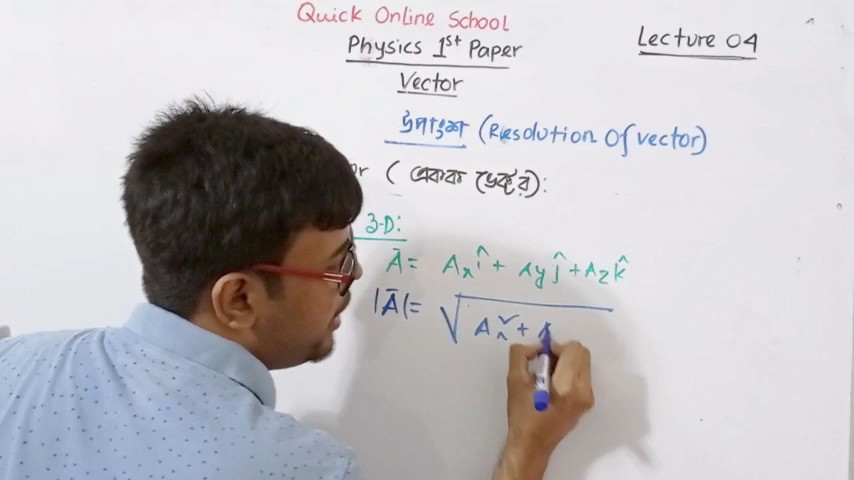 Quick Online School
Physics 1st Paper
Lecture 04
Vector
উপাংশ (Resolution Of vector)
or ( একক ভেক্টর):
3-D:
Ā = Aₓî + Ayĵ + A_z k̂
|Ā| = √ Aₓ² + A